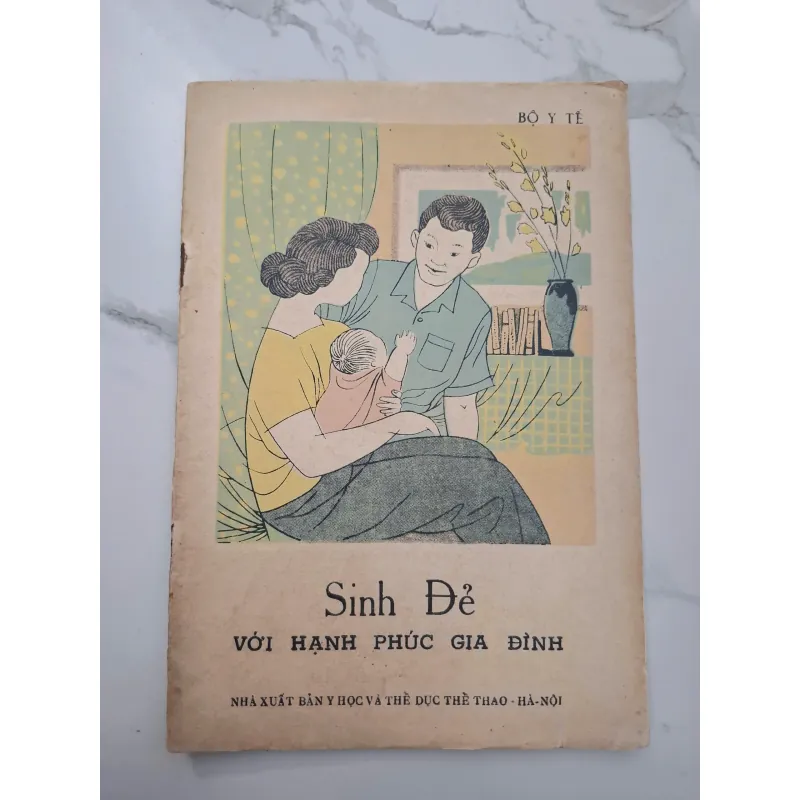 BỘ Y TẾ
Sinh Đẻ
VỚI HẠNH PHÚC GIA ĐÌNH
NHÀ XUẤT BẢN Y HỌC VÀ THỂ DỤC THỂ THAO - HÀ-NỘI